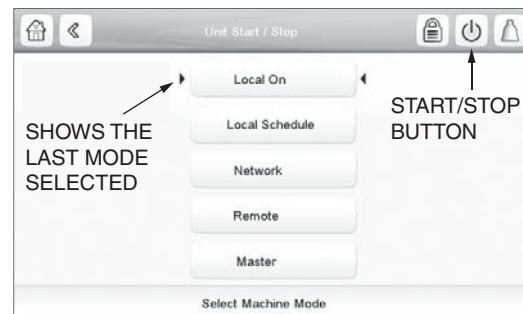 Unit Start / Stop
Local On
Local Schedule
Network
Remote
Master
Select Machine Mode
SHOWS THE
LAST MODE
SELECTED
START/STOP
BUTTON